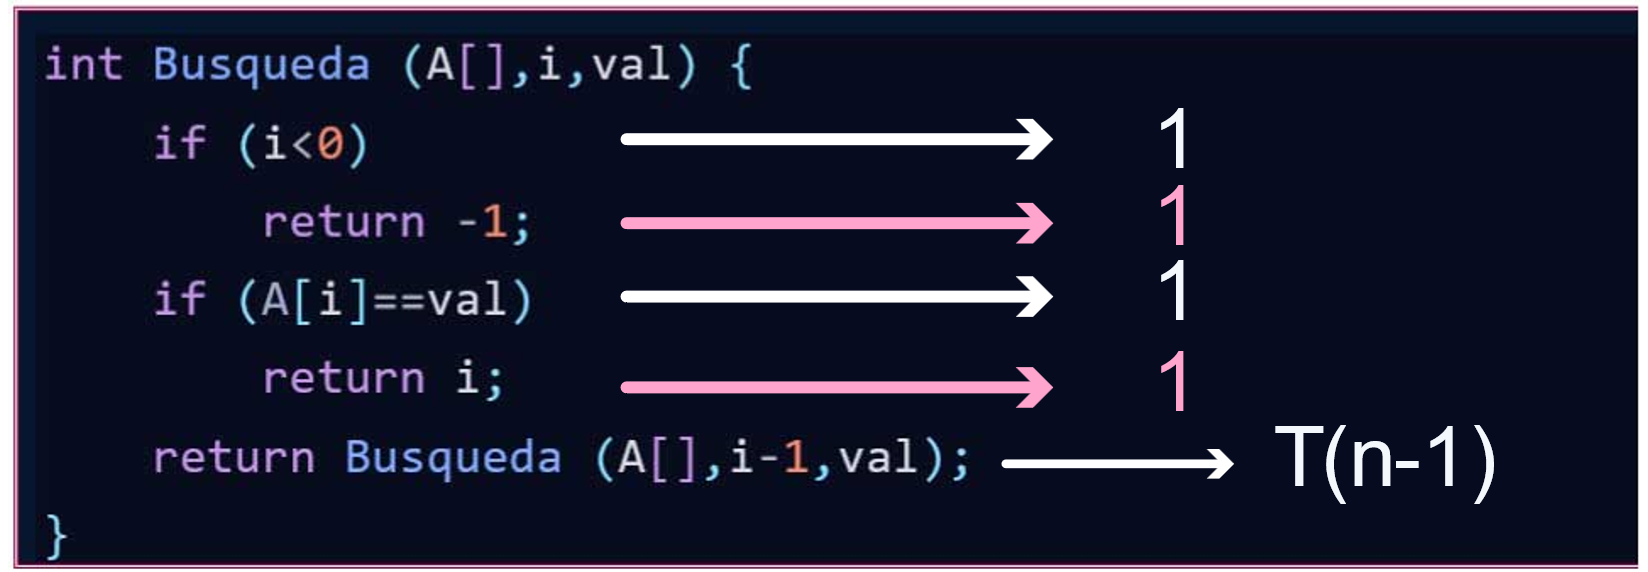 int Busqueda (A[],i,val) {
if (i<0) 1
return -1; 1
if (A[i]==val) 1
return i; 1
return Busqueda (A[],i-1,val); T(n-1)
}